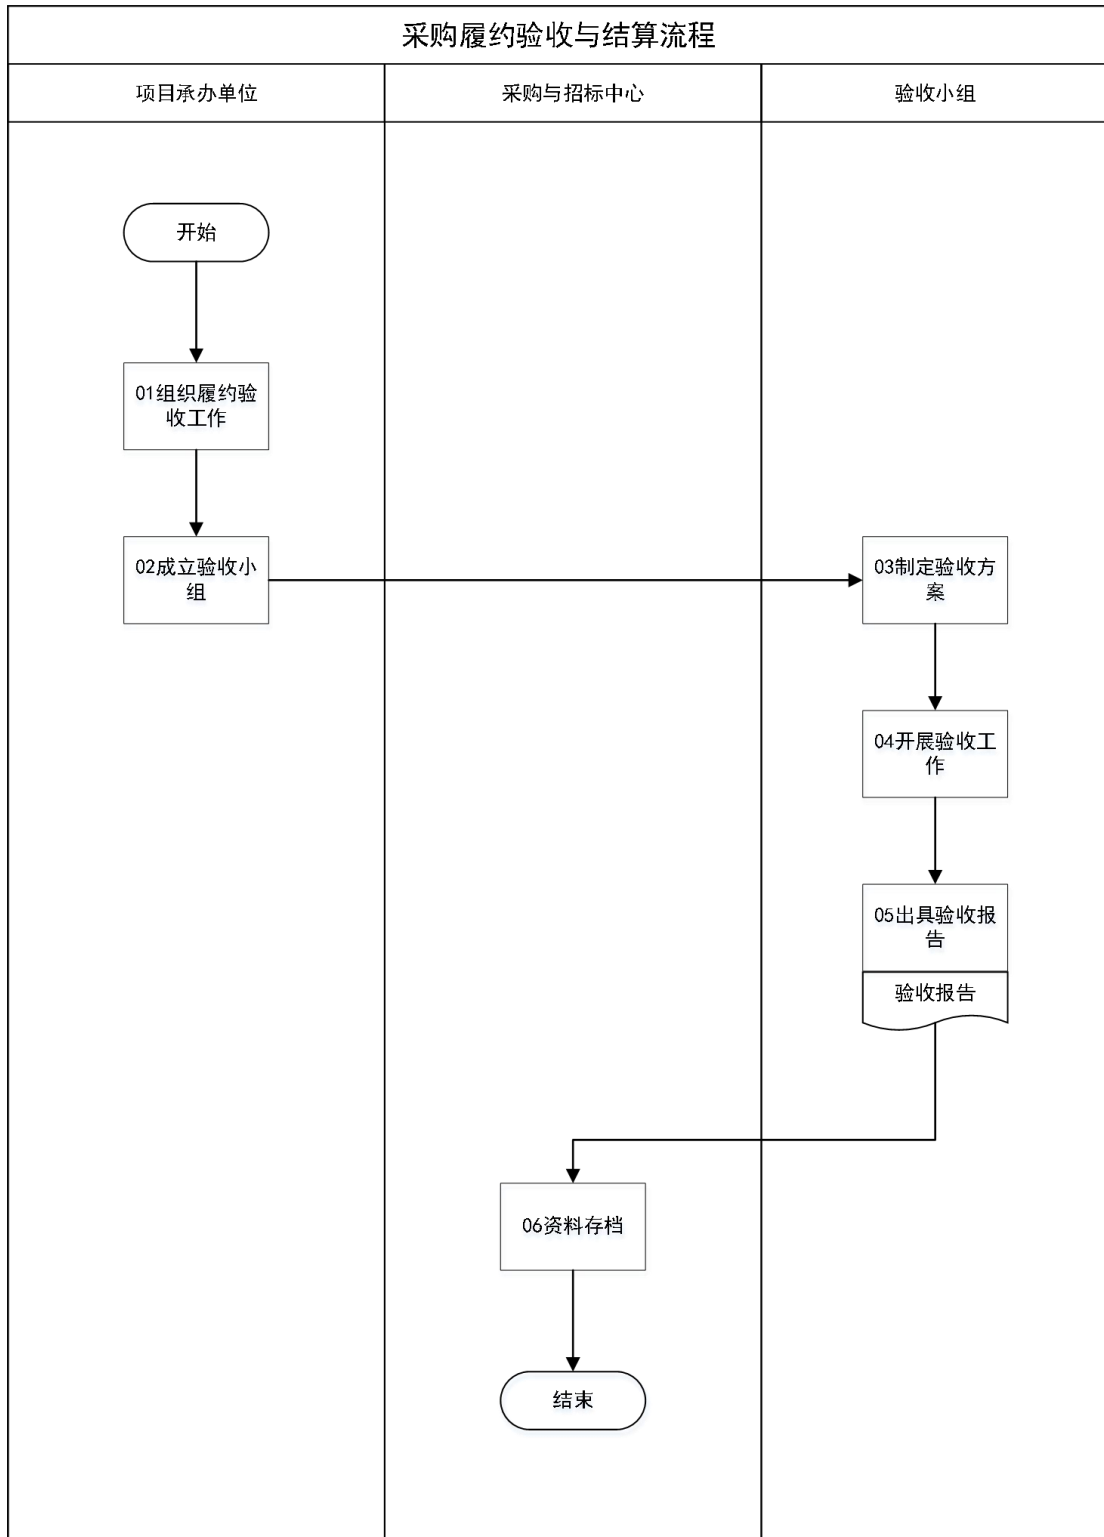 采购履约验收与结算流程
项目承办单位
采购与招标中心
验收小组
开始
01组织履约验
收工作
02成立验收小
组
03制定验收方
案
04开展验收工
作
05出具验收报
告
验收报告
06资料存档
结束